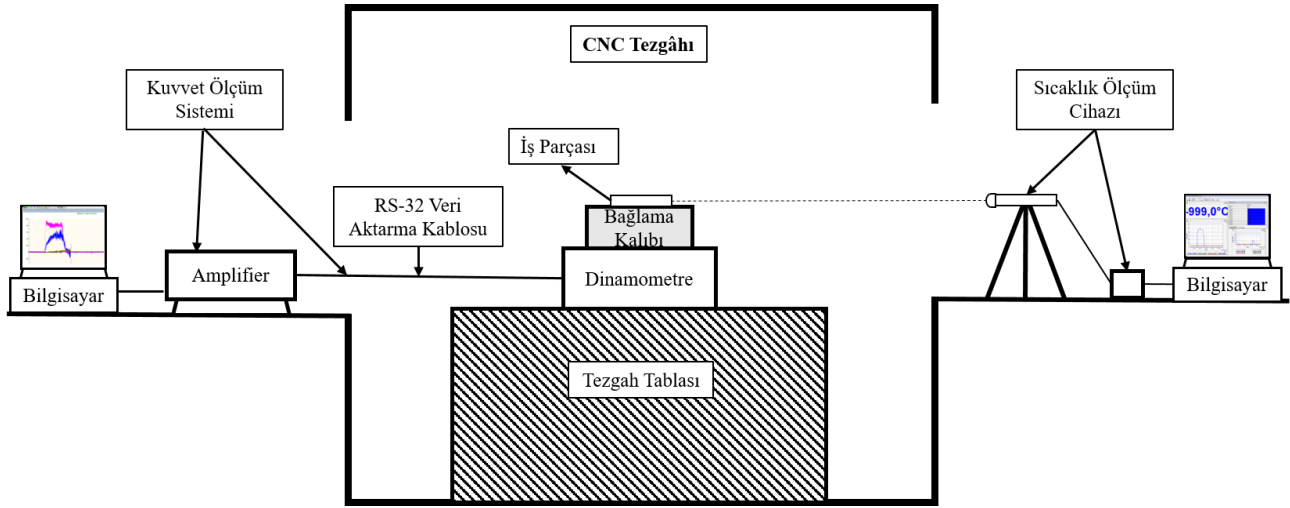 CNC Tezgâhı
Kuvvet Ölçüm
Sistemi
Sıcaklık Ölçüm
Cihazı
İş Parçası
RS-32 Veri
Aktarma Kablosu
Bağlama
Kalıbı
-999,0°C
Amplifier
Dinamometre
Bilgisayar
Bilgisayar
Tezgah Tablası